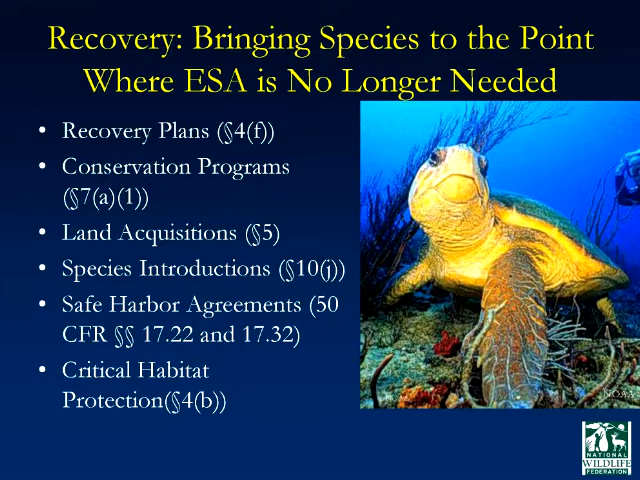 Recovery: Bringing Species to the Point
Where ESA is No Longer Needed
• Recovery Plans (§4(f))
• Conservation Programs
(§7(a)(1))
• Land Acquisitions (§5)
• Species Introductions (§10(j))
• Safe Harbor Agreements (50
CFR §§ 17.22 and 17.32)
• Critical Habitat
Protection(§4(b))
NOAA
NATIONAL
WILDLIFE
FEDERATION